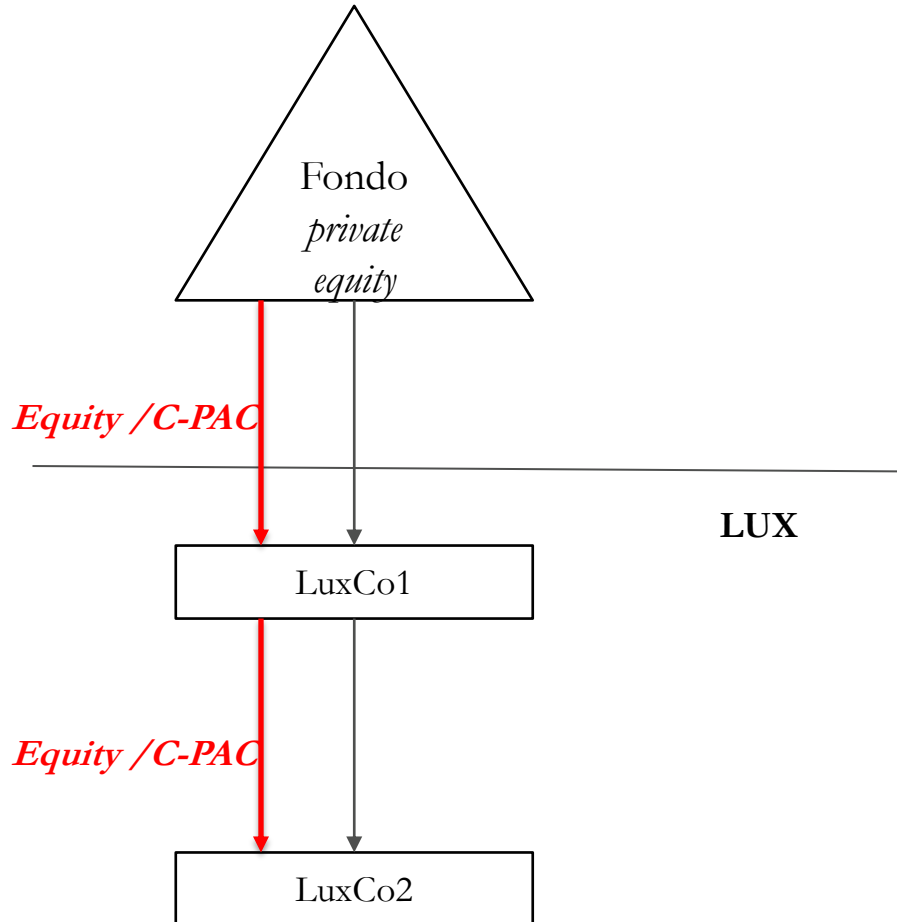 Fondo
private
equity
Equity /C-PAC
LUX
LuxCo1
Equity /C-PAC
LuxCo2